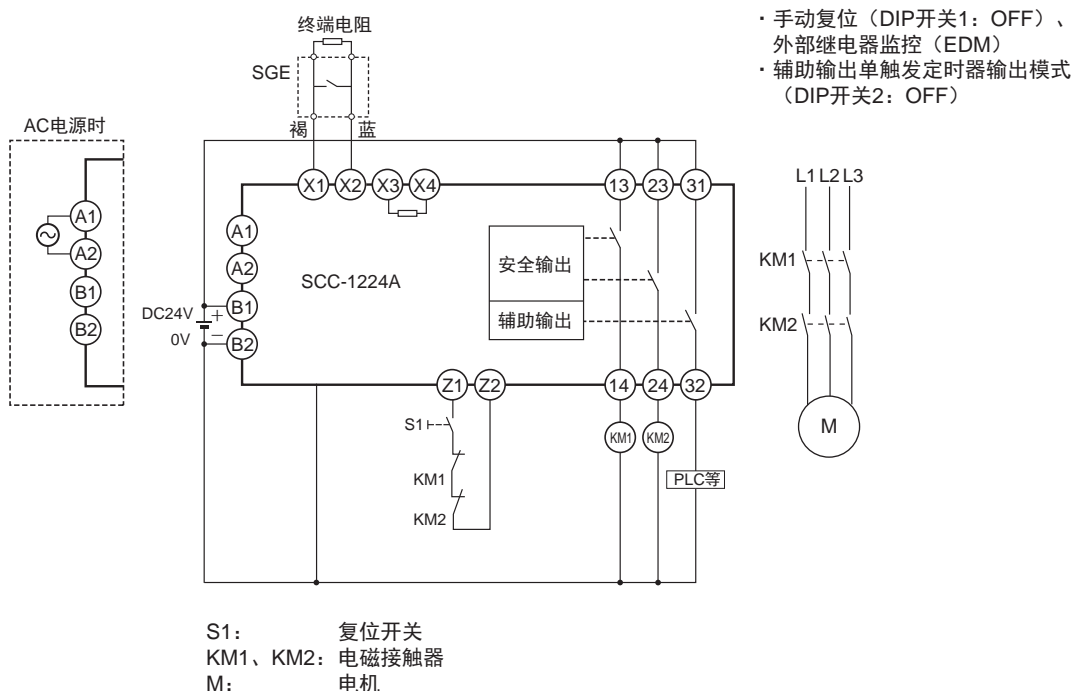 ・手动复位（DIP开关1：OFF）、
外部继电器监控（EDM）
・辅助输出单触发定时器输出模式
（DIP开关2：OFF）
终端电阻
SGE
褐 蓝
AC电源时
A1
A2
B1
B2
X1 X2 X3 X4
13 23 31
A1
A2
B1
B2
DC24V + −
0V
SCC-1224A
安全输出
辅助输出
Z1 Z2
14 24 32
S1
KM1
KM2
KM1 KM2
PLC等
L1 L2 L3
KM1
KM2
M
S1： 复位开关
KM1、KM2： 电磁接触器
M： 电机